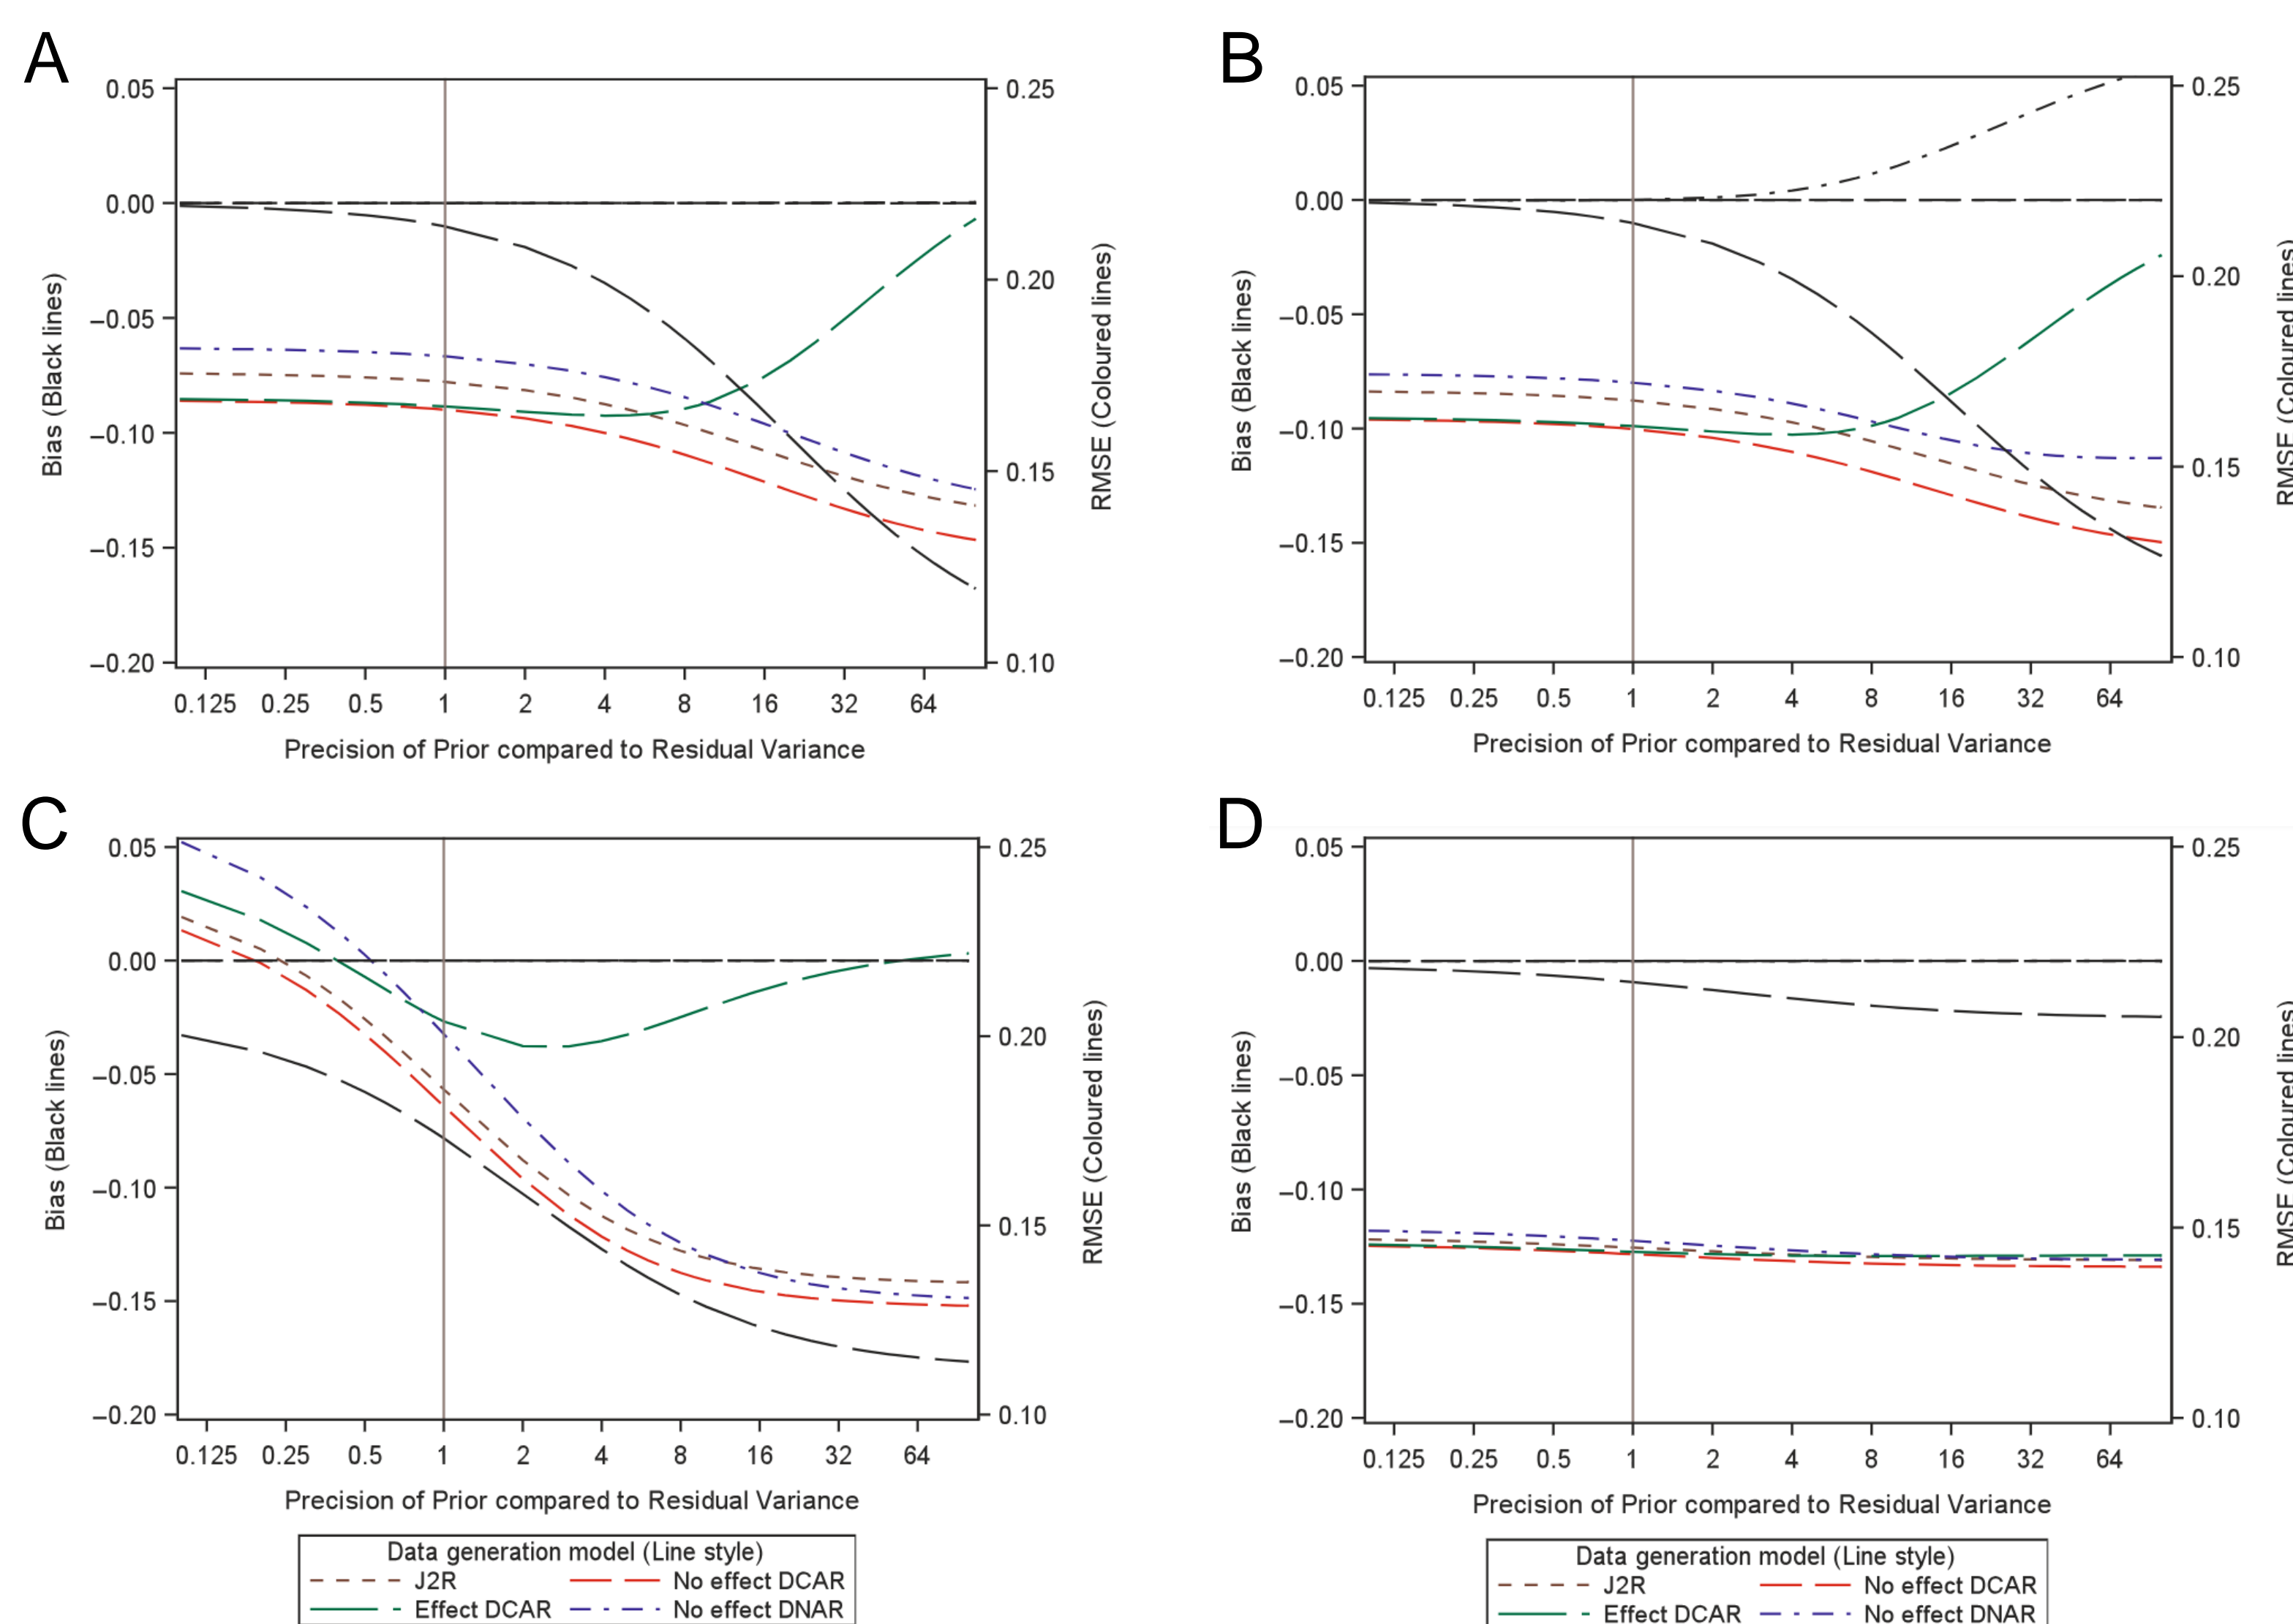 A
0.05
0.00
−0.05
−0.10
−0.15
−0.20
Bias (Black lines)
0.25
0.20
0.15
0.10
RMSE (Coloured lines)
0.125 0.25 0.5 1 2 4 8 16 32 64
Precision of Prior compared to Residual Variance
B
0.05
0.00
−0.05
−0.10
−0.15
−0.20
Bias (Black lines)
0.25
0.20
0.15
0.10
RMSE (Coloured lines)
0.125 0.25 0.5 1 2 4 8 16 32 64
Precision of Prior compared to Residual Variance
C
0.05
0.00
−0.05
−0.10
−0.15
−0.20
Bias (Black lines)
0.25
0.20
0.15
0.10
RMSE (Coloured lines)
0.125 0.25 0.5 1 2 4 8 16 32 64
Precision of Prior compared to Residual Variance
Data generation model (Line style)
J2R No effect DCAR
Effect DCAR No effect DNAR
D
0.05
0.00
−0.05
−0.10
−0.15
−0.20
Bias (Black lines)
0.25
0.20
0.15
0.10
RMSE (Coloured lines)
0.125 0.25 0.5 1 2 4 8 16 32 64
Precision of Prior compared to Residual Variance
Data generation model (Line style)
J2R No effect DCAR
Effect DCAR No effect DNAR